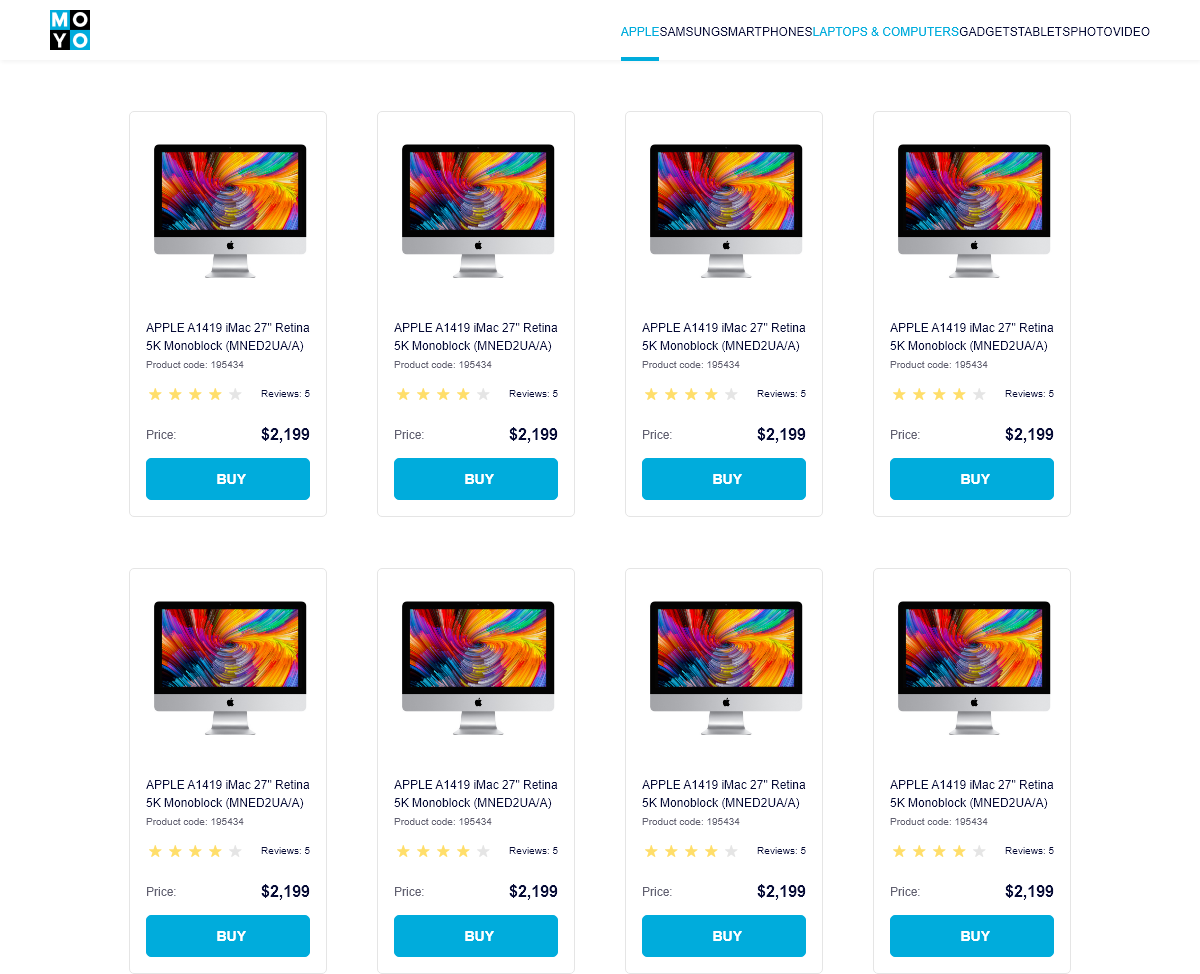 MO
YO
APPLESAMSUNGSMARTPHONESLAPTOPS & COMPUTERSGADGETSTABLETSPHOTOVIDEO
APPLE A1419 iMac 27" Retina
5K Monoblock (MNED2UA/A)
Product code: 195434
Reviews: 5
Price: $2,199
BUY
APPLE A1419 iMac 27" Retina
5K Monoblock (MNED2UA/A)
Product code: 195434
Reviews: 5
Price: $2,199
BUY
APPLE A1419 iMac 27" Retina
5K Monoblock (MNED2UA/A)
Product code: 195434
Reviews: 5
Price: $2,199
BUY
APPLE A1419 iMac 27" Retina
5K Monoblock (MNED2UA/A)
Product code: 195434
Reviews: 5
Price: $2,199
BUY
APPLE A1419 iMac 27" Retina
5K Monoblock (MNED2UA/A)
Product code: 195434
Reviews: 5
Price: $2,199
BUY
APPLE A1419 iMac 27" Retina
5K Monoblock (MNED2UA/A)
Product code: 195434
Reviews: 5
Price: $2,199
BUY
APPLE A1419 iMac 27" Retina
5K Monoblock (MNED2UA/A)
Product code: 195434
Reviews: 5
Price: $2,199
BUY
APPLE A1419 iMac 27" Retina
5K Monoblock (MNED2UA/A)
Product code: 195434
Reviews: 5
Price: $2,199
BUY